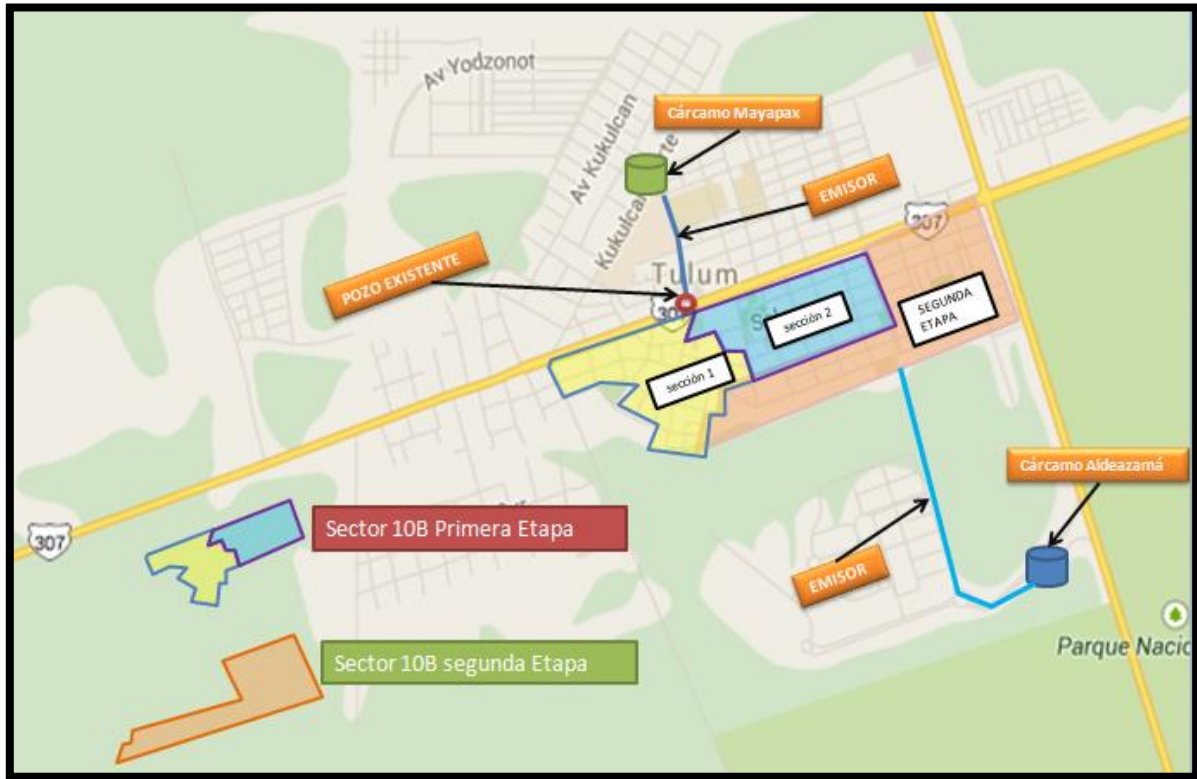 Av Yodzonot
Cárcamo Mayapax
Av Kukulcan
EMISOR
307
POZO EXISTENTE
Tulum
307
sección 2
SEGUNDA
ETAPA
sección 1
Cárcamo Aldeazamá
307
Sector 10B Primera Etapa
EMISOR
Parque Nacio
Sector 10B segunda Etapa